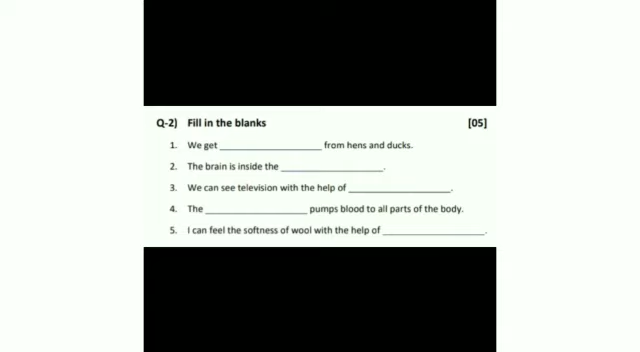 Q-2) Fill in the blanks [05]
1. We get ____________________ from hens and ducks.
2. The brain is inside the ____________________.
3. We can see television with the help of ____________________.
4. The ____________________ pumps blood to all parts of the body.
5. I can feel the softness of wool with the help of ____________________.